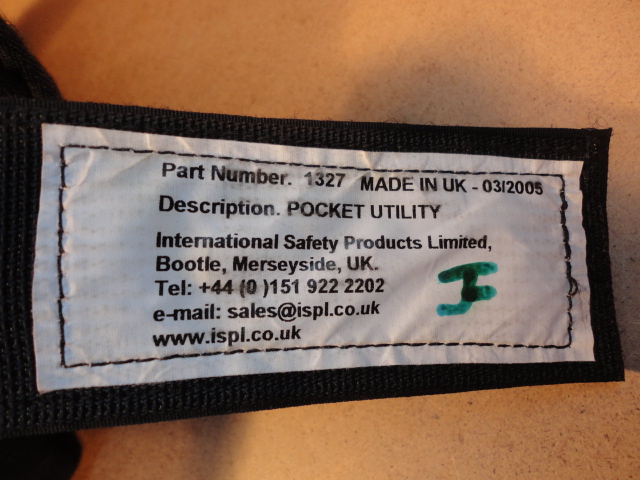 Part Number. 1327 MADE IN UK - 03/2005
Description. POCKET UTILITY
International Safety Products Limited,
Bootle, Merseyside, UK.
Tel: +44 (0 )151 922 2202
e-mail: sales@ispl.co.uk
www.ispl.co.uk